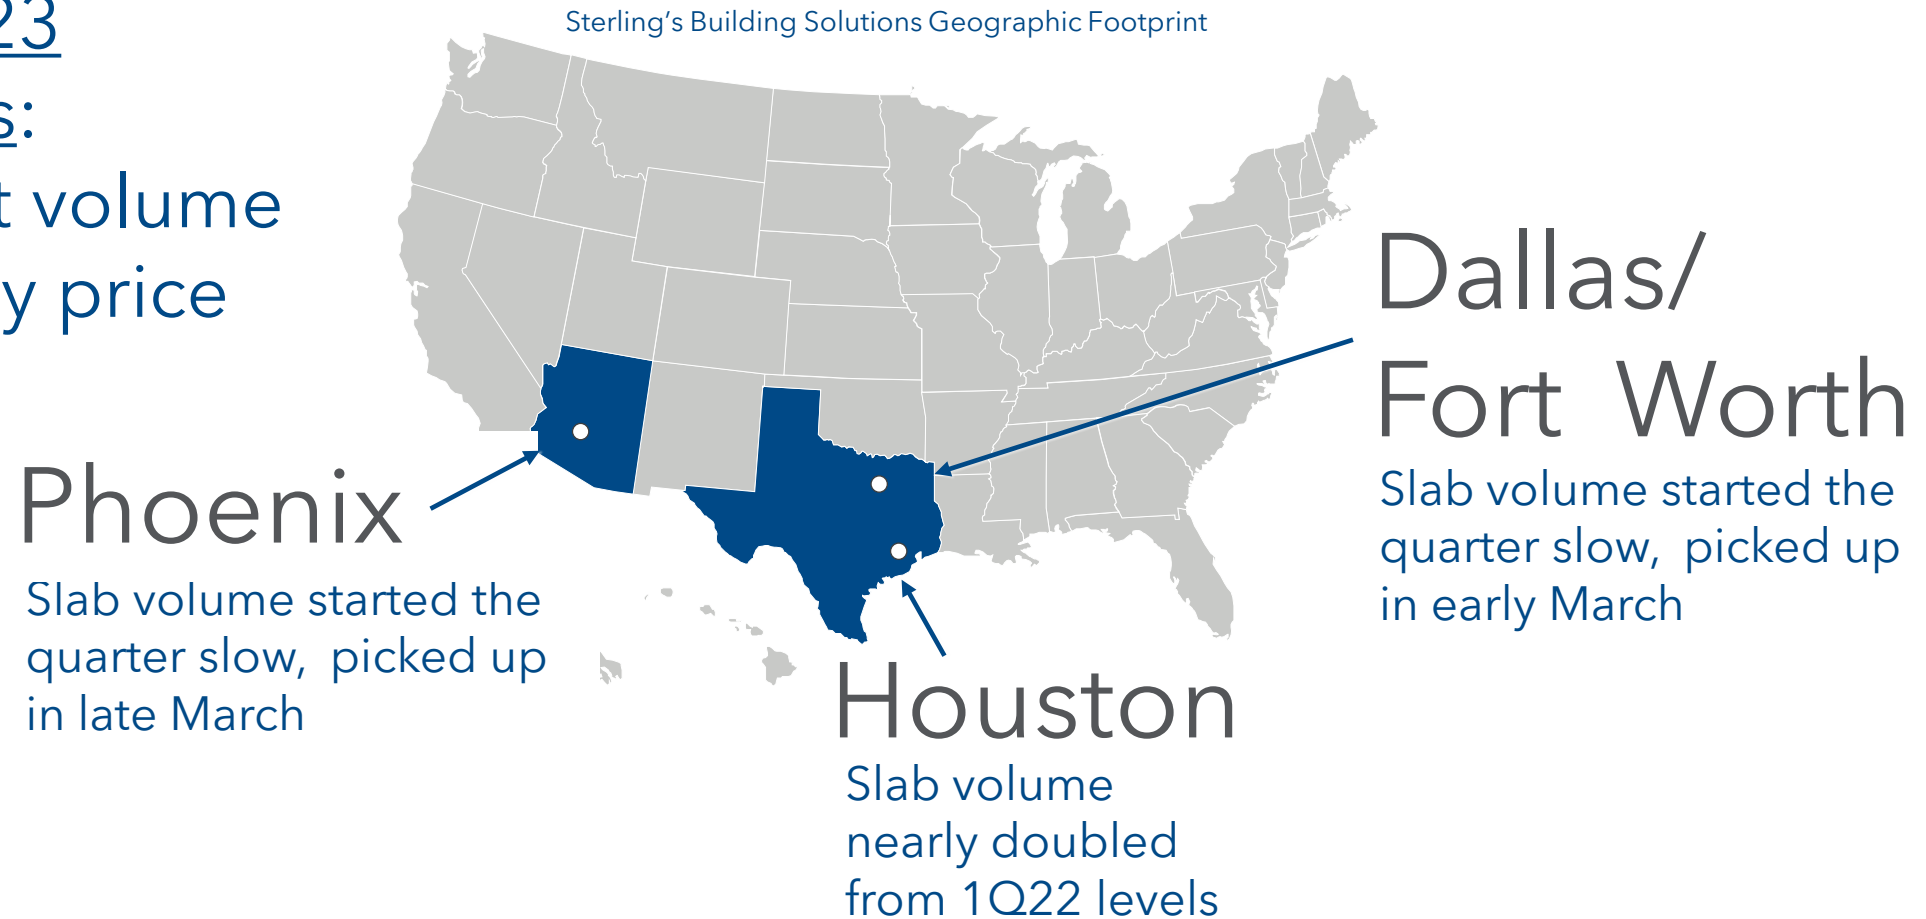 Sterling's Building Solutions Geographic Footprint
23
s:
t volume
y price
Dallas/
Fort Worth
Slab volume started the
quarter slow, picked up
in early March
Phoenix
Slab volume started the
quarter slow, picked up
in late March
Houston
Slab volume
nearly doubled
from 1Q22 levels